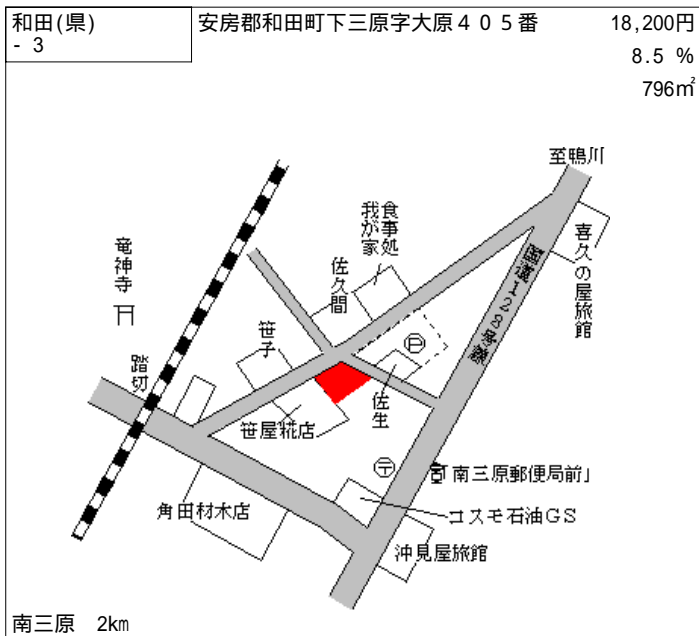 和田(県)
- 3
安房郡和田町下三原字大原４０５番
18,200円
8.5 %
796㎡
至鴨川
喜久の屋旅館
国道128号線
食事処
我が家
佐久間
竜神寺
笹子
踏切
Ⓟ
佐生
笹屋糀店
〒
「南三原郵便局前」
角田材木店
コスモ石油GS
沖見屋旅館
南三原 2km